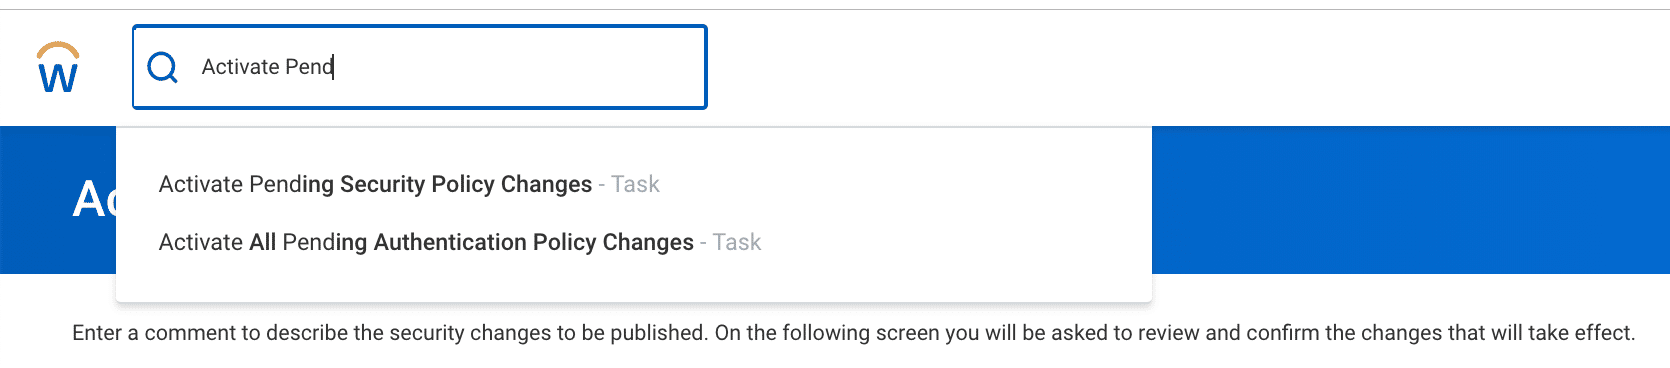 W
Activate Pend
Activate Pending Security Policy Changes - Task
Activate All Pending Authentication Policy Changes - Task
Enter a comment to describe the security changes to be published. On the following screen you will be asked to review and confirm the changes that will take effect.